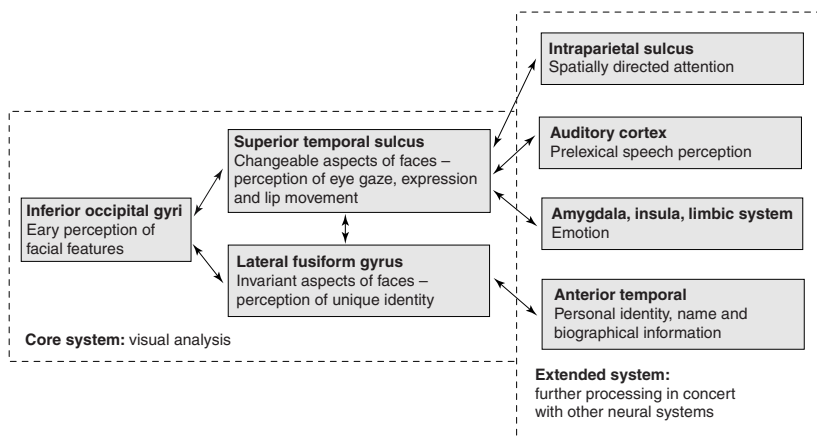 Inferior occipital gyri
Eary perception of
facial features
Superior temporal sulcus
Changeable aspects of faces –
perception of eye gaze, expression
and lip movement
Lateral fusiform gyrus
Invariant aspects of faces –
perception of unique identity
Core system: visual analysis
Intraparietal sulcus
Spatially directed attention
Auditory cortex
Prelexical speech perception
Amygdala, insula, limbic system
Emotion
Anterior temporal
Personal identity, name and
biographical information
Extended system:
further processing in concert
with other neural systems